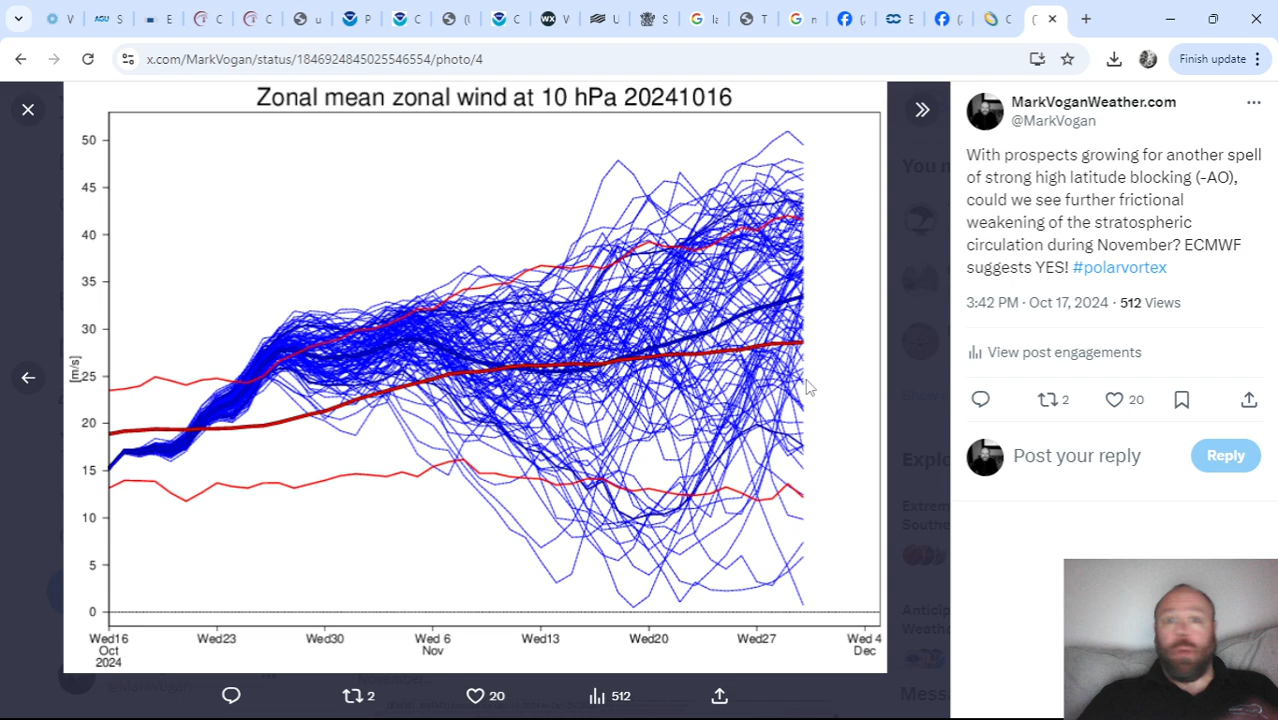 V AGU S E C C u P C (l C WX V U S G la T G n (. E (. C (
x.com/MarkVogan/status/1846924845025546554/photo/4
Finish update
Zonal mean zonal wind at 10 hPa 20241016
50
45
40
35
30
25
20
15
10
5
0
[m/s]
Wed16 Wed23 Wed30 Wed 6 Wed13 Wed20 Wed27 Wed 4
Oct Nov Dec
2024
2 20 512
MarkVoganWeather.com
@MarkVogan
With prospects growing for another spell
of strong high latitude blocking (-AO),
could we see further frictional
weakening of the stratospheric
circulation during November? ECMWF
suggests YES! #polarvortex
3:42 PM · Oct 17, 2024 · 512 Views
View post engagements
2 20
Post your reply
Reply